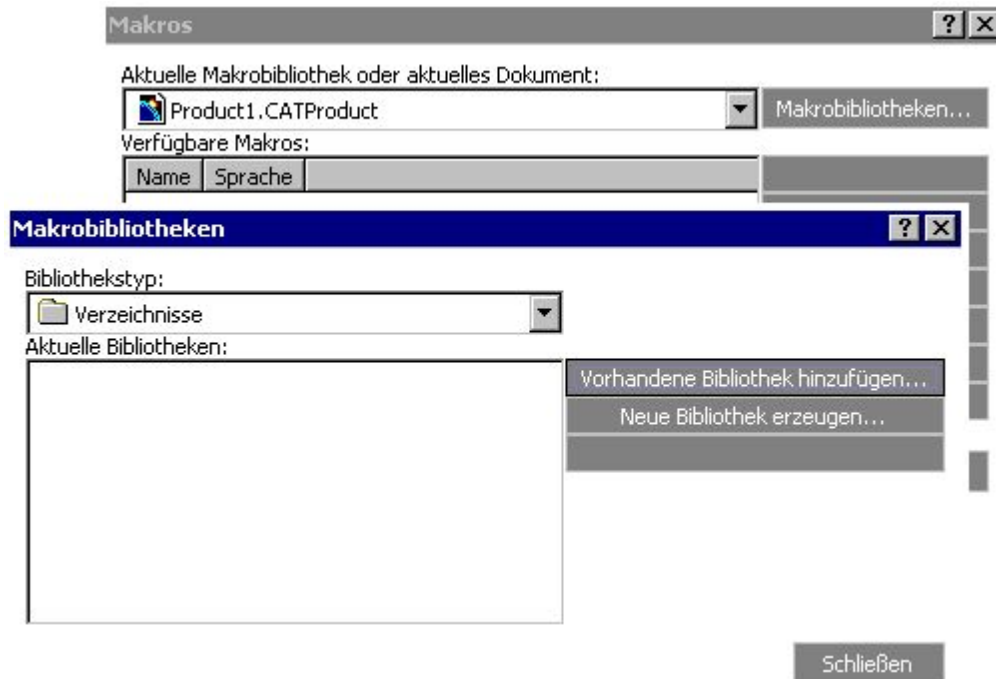 Makros
Aktuelle Makrobibliothek oder aktuelles Dokument:
Product1.CATProduct
Makrobibliotheken...
Verfügbare Makros:
Name Sprache
Makrobibliotheken
Bibliothekstyp:
Verzeichnisse
Aktuelle Bibliotheken:
Vorhandene Bibliothek hinzufügen...
Neue Bibliothek erzeugen...
Schließen